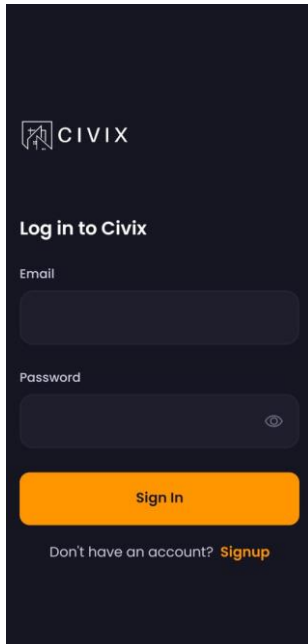 CIVIX
Log in to Civix
Email
Password
Sign In
Don't have an account? Signup